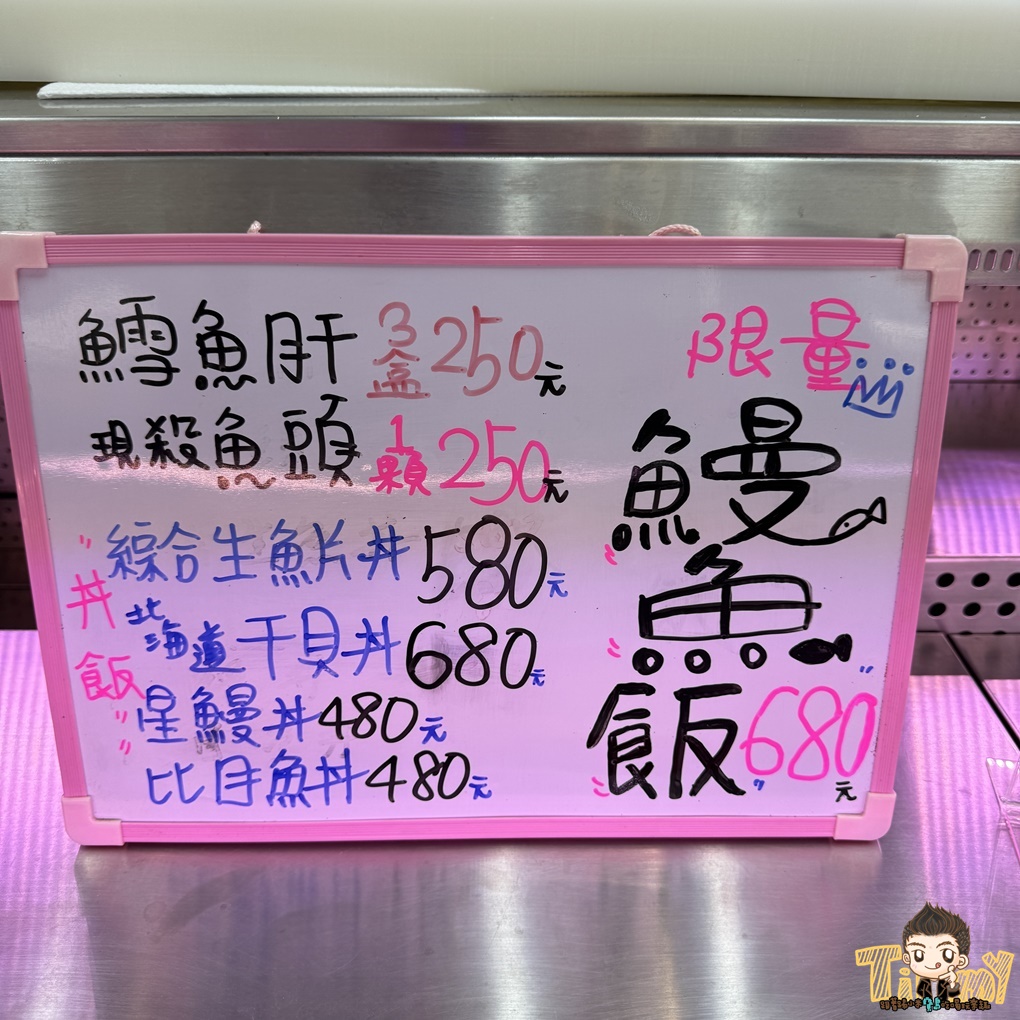 鱈魚肝 3盒 250元
現殺魚頭 1顆 250元
丼飯
綜合生魚片丼 580元
北海道干貝丼 680元
星鰻丼 480元
比目魚丼 480元
限量
鰻
魚
飯 680元
Timmy